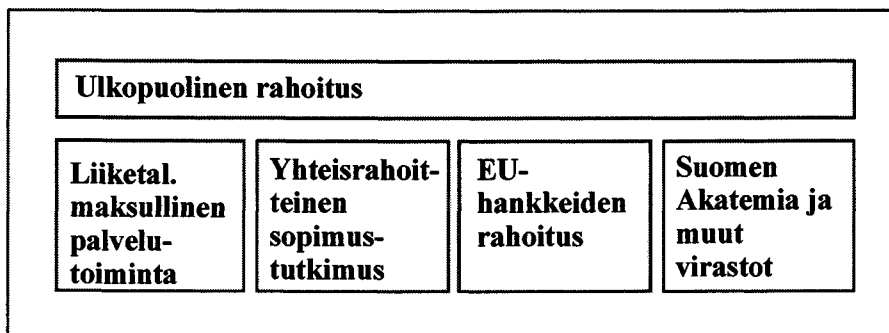 Ulkopuolinen rahoitus
Liiketal.
maksullinen
palvelu-
toiminta
Yhteisrahoit-
teinen
sopimus-
tutkimus
EU-
hankkeiden
rahoitus
Suomen
Akatemia ja
muut
virastot